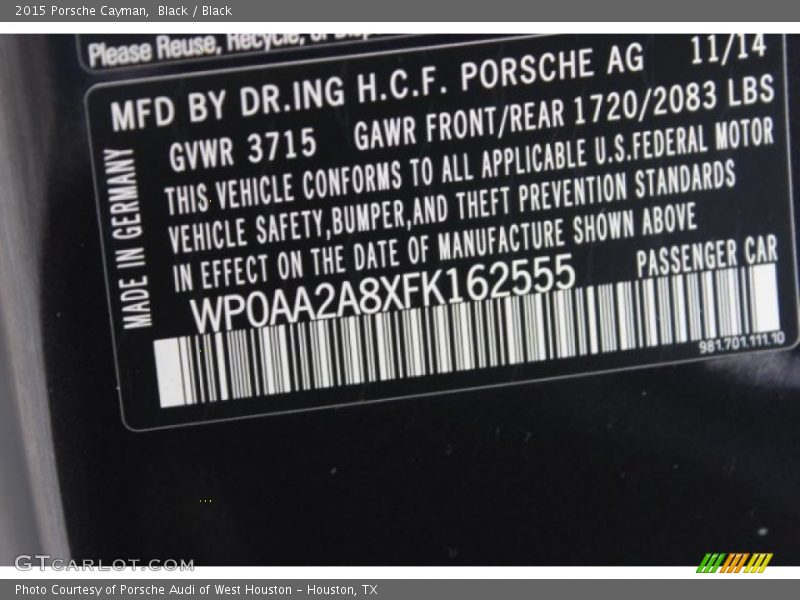 2015 Porsche Cayman, Black / Black
Please Reuse, Recycle, or
MFD BY DR.ING H.C.F. PORSCHE AG 11/14
GVWR 3715 GAWR FRONT/REAR 1720/2083 LBS
THIS VEHICLE CONFORMS TO ALL APPLICABLE U.S.FEDERAL MOTOR
VEHICLE SAFETY,BUMPER,AND THEFT PREVENTION STANDARDS
IN EFFECT ON THE DATE OF MANUFACTURE SHOWN ABOVE
WP0AA2A8XFK162555 PASSENGER CAR
981.701.111.10
MADE IN GERMANY
GTCARLOT.COM
Photo Courtesy of Porsche Audi of West Houston - Houston, TX